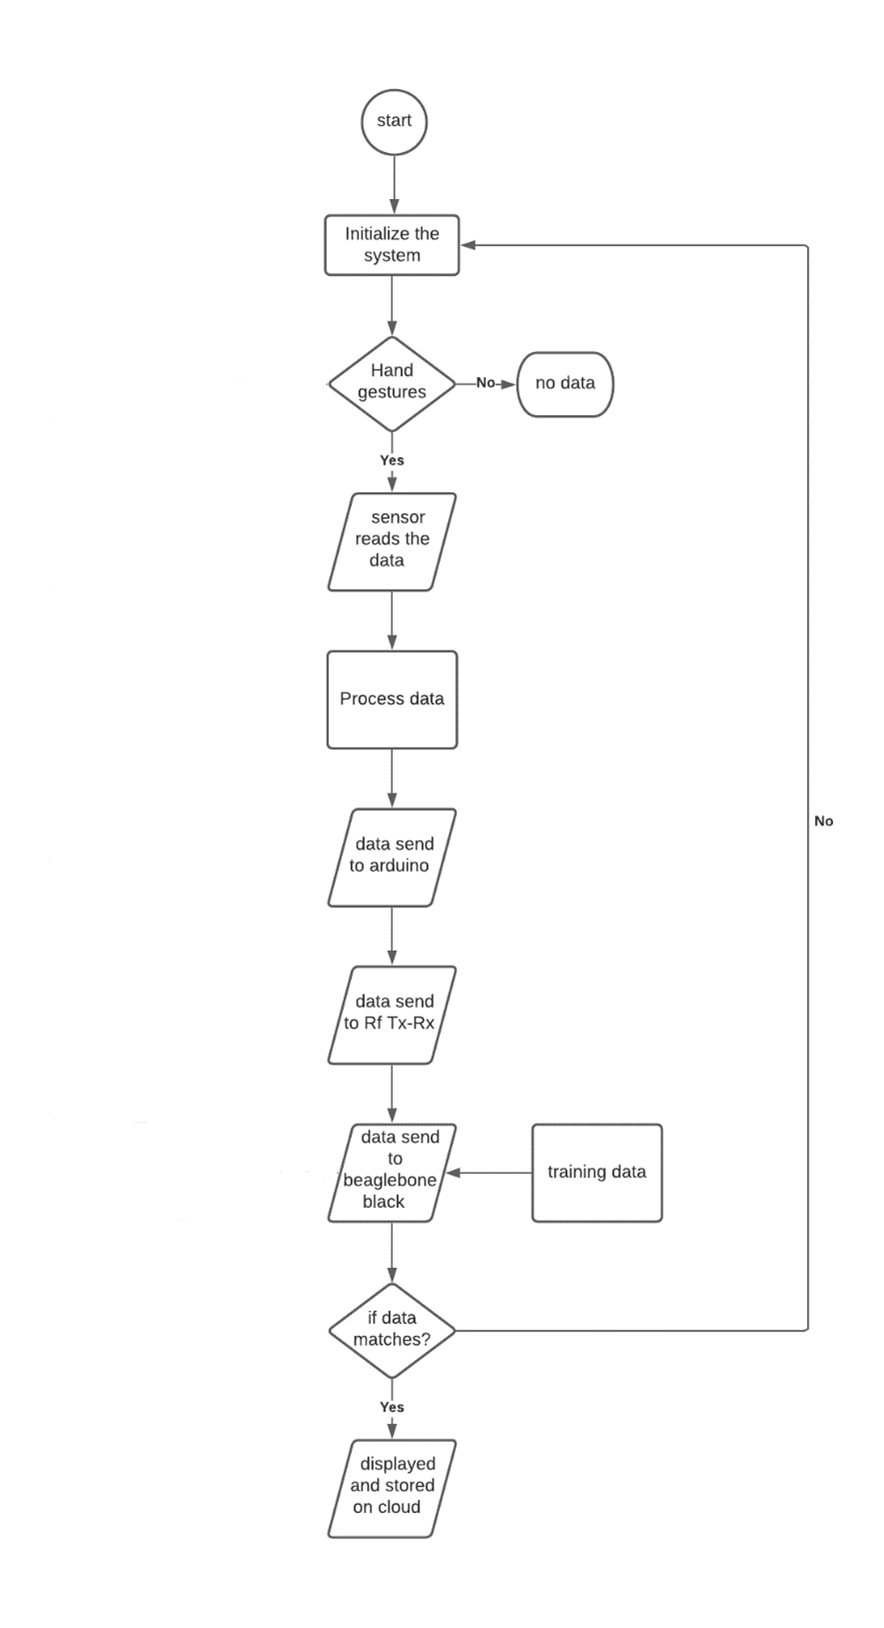 start
Initialize the
system
Hand
gestures
No
no data
Yes
sensor
reads the
data
Process data
No
data send
to arduino
data send
to Rf Tx-Rx
data send
to
beaglebone
black
training data
if data
matches?
Yes
displayed
and stored
on cloud